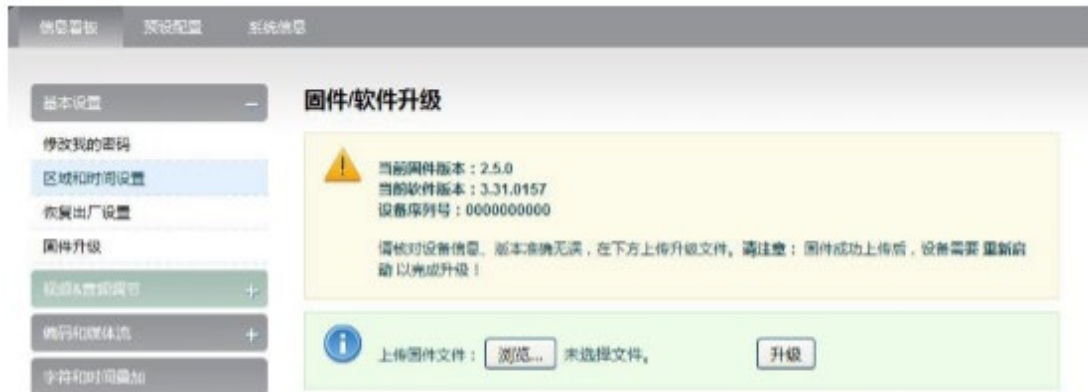 信息看板 预设配置 系统信息
基本设置
修改我的密码
区域和时间设置
恢复出厂设置
固件升级
视频&音频调节
编码和媒体流
字符和时间叠加
固件/软件升级
当前固件版本：2.5.0
当前软件版本：3.31.0157
设备序列号：0000000000
请核对设备信息、版本准确无误，在下方上传升级文件。请注意： 固件成功上传后，设备需要 重新启
动 以完成升级！
上传固件文件： 浏览... 未选择文件。 升级